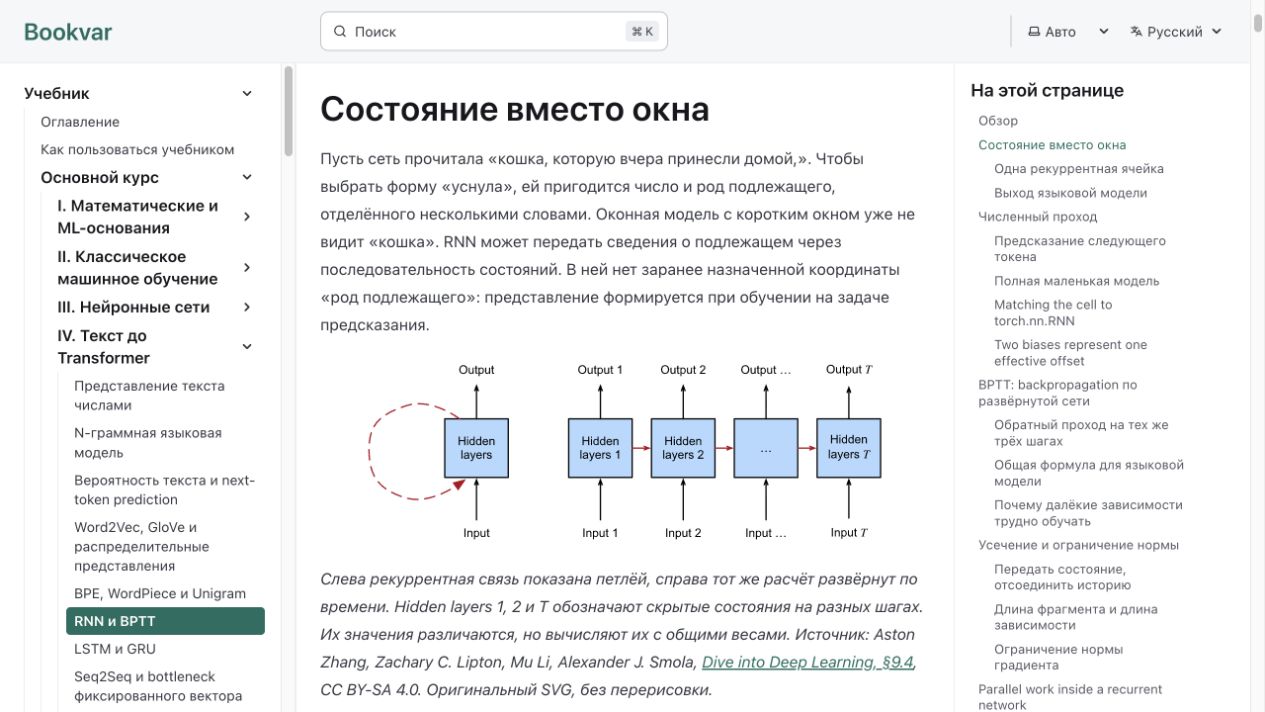 Bookvar
Поиск
⌘ K
Авто
Русский
Учебник
Оглавление
Как пользоваться учебником
Основной курс
I. Математические и
ML-основания
II. Классическое
машинное обучение
III. Нейронные сети
IV. Текст до
Transformer
Представление текста
числами
N-граммная языковая
модель
Вероятность текста и next-
token prediction
Word2Vec, GloVe и
распределительные
представления
BPE, WordPiece и Unigram
RNN и BPTT
LSTM и GRU
Seq2Seq и bottleneck
фиксированного вектора
Состояние вместо окна
Пусть сеть прочитала «кошка, которую вчера принесли домой,». Чтобы
выбрать форму «уснула», ей пригодится число и род подлежащего,
отделённого несколькими словами. Оконная модель с коротким окном уже не
видит «кошка». RNN может передать сведения о подлежащем через
последовательность состояний. В ней нет заранее назначенной координаты
«род подлежащего»: представление формируется при обучении на задаче
предсказания.
Output
Output 1
Output 2
Output ...
Output T
Hidden
layers
Hidden
layers 1
Hidden
layers 2
...
Hidden
layers T
Input
Input 1
Input 2
Input ...
Input T
Слева рекуррентная связь показана петлёй, справа тот же расчёт развёрнут по
времени. Hidden layers 1, 2 и T обозначают скрытые состояния на разных шагах.
Их значения различаются, но вычисляют их с общими весами. Источник: Aston
Zhang, Zachary C. Lipton, Mu Li, Alexander J. Smola, Dive into Deep Learning, §9.4,
CC BY-SA 4.0. Оригинальный SVG, без перерисовки.
На этой странице
Обзор
Состояние вместо окна
Одна рекуррентная ячейка
Выход языковой модели
Численный проход
Предсказание следующего
токена
Полная маленькая модель
Matching the cell to
torch.nn.RNN
Two biases represent one
effective offset
BPTT: backpropagation по
развёрнутой сети
Обратный проход на тех же
трёх шагах
Общая формула для языковой
модели
Почему далёкие зависимости
трудно обучать
Усечение и ограничение нормы
Передать состояние,
отсоединить историю
Длина фрагмента и длина
зависимости
Ограничение нормы
градиента
Parallel work inside a recurrent
network